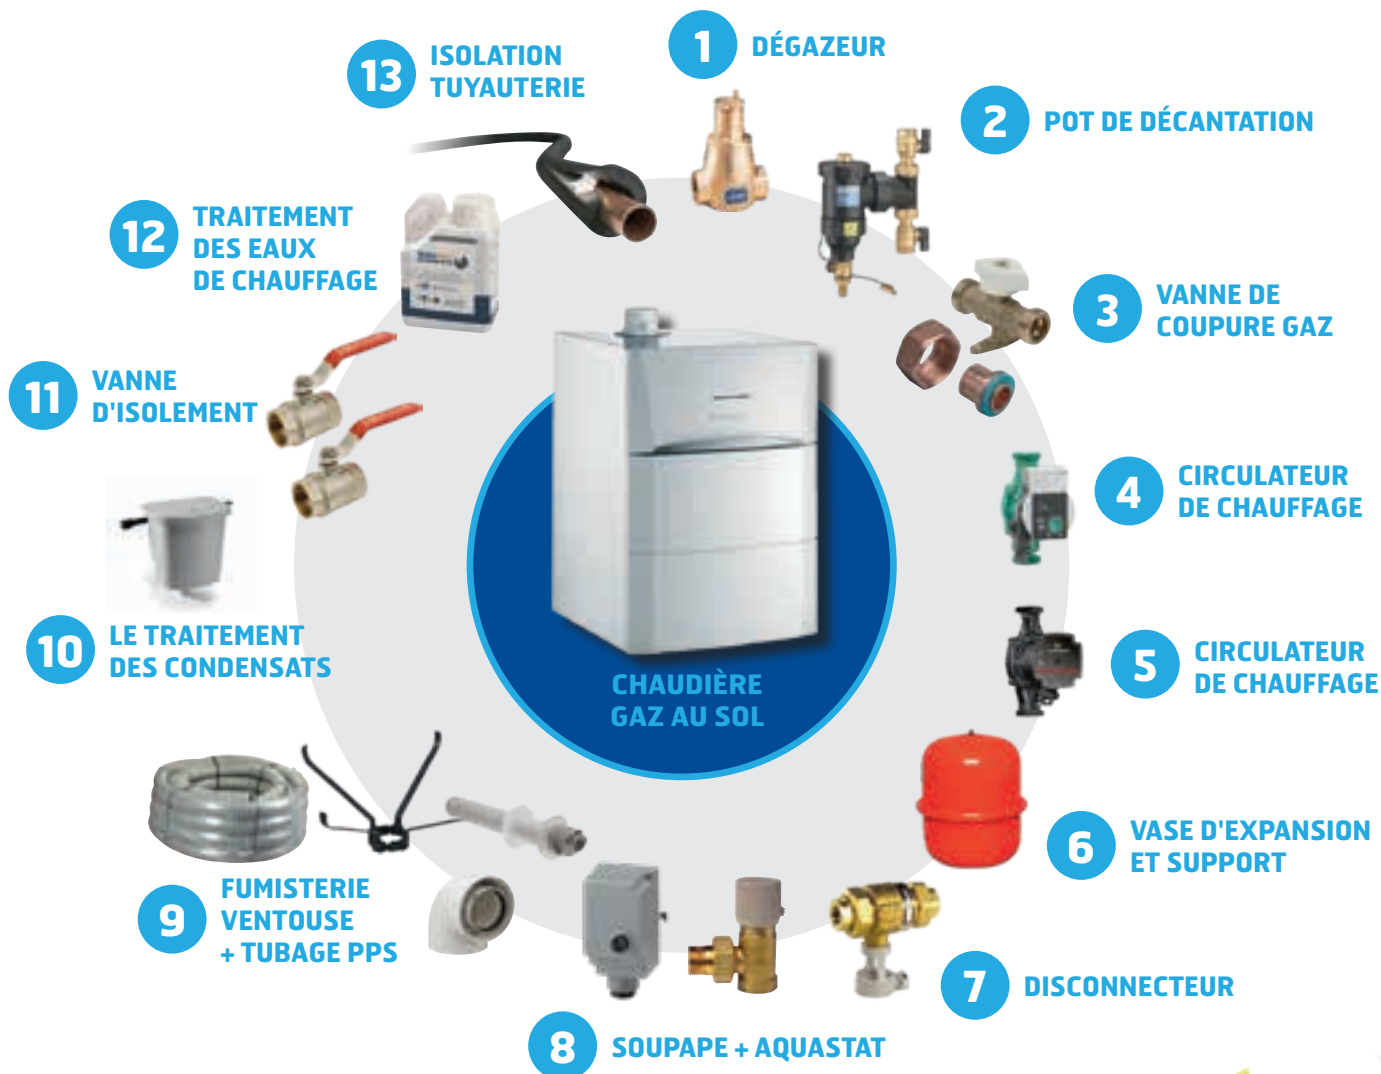 1
DÉGAZEUR
2
POT DE DÉCANTATION
3
VANNE DE
COUPURE GAZ
4
CIRCULATEUR
DE CHAUFFAGE
5
CIRCULATEUR
DE CHAUFFAGE
6
VASE D'EXPANSION
ET SUPPORT
7
DISCONNECTEUR
8
SOUPAPE + AQUASTAT
9
FUMISTERIE
VENTOUSE
+ TUBAGE PPS
10
LE TRAITEMENT
DES CONDENSATS
11
VANNE
D'ISOLEMENT
12
TRAITEMENT
DES EAUX
DE CHAUFFAGE
13
ISOLATION
TUYAUTERIE
CHAUDIÈRE
GAZ AU SOL